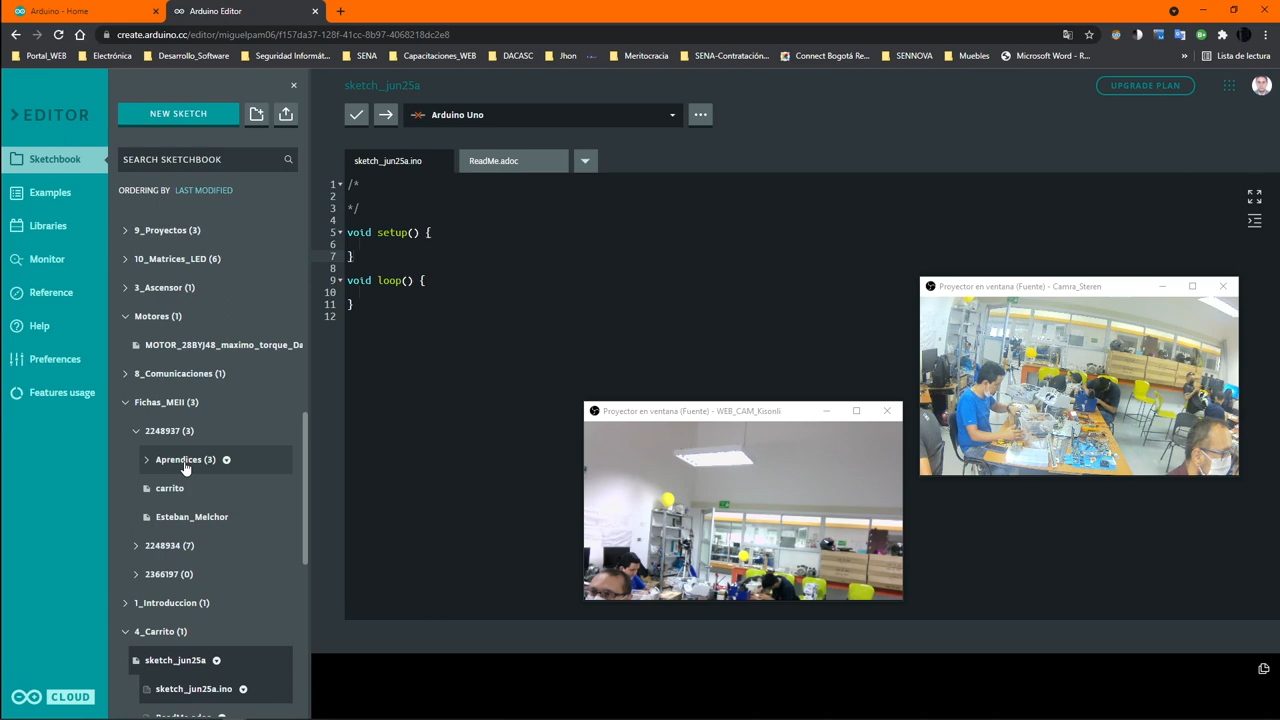 Arduino - Home
Arduino Editor
create.arduino.cc/editor/miguelpam06/f157da37-128f-41cc-8b97-4068218dc2e8
Portal_WEB
Electrónica
Desarrollo_Software
Seguridad Informát...
SENA
Capacitaciones_WEB
DACASC
Jhon
Meritocracia
SENA-Contratación...
Connect Bogotá Re...
SENNOVA
Muebles
Microsoft Word - R...
»
Lista de lectura
EDITOR
Sketchbook
Examples
Libraries
Monitor
Reference
Help
Preferences
Features usage
CLOUD
NEW SKETCH
SEARCH SKETCHBOOK
ORDERING BY LAST MODIFIED
9_Proyectos (3)
10_Matrices_LED (6)
3_Ascensor (1)
Motores (1)
MOTOR_28BYJ48_maximo_torque_Da
8_Comunicaciones (1)
Fichas_MEII (3)
2248937 (3)
Aprendices (3)
carrito
Esteban_Melchor
2248934 (7)
2366197 (0)
1_Introduccion (1)
4_Carrito (1)
sketch_jun25a
sketch_jun25a.ino
ReadMe.adoc
sketch_jun25a
UPGRADE PLAN
Arduino Uno
sketch_jun25a.ino
ReadMe.adoc
1 /*
2
3 */
4
5 void setup() {
6
7 }
8
9 void loop() {
10
11 }
12
Proyector en ventana (Fuente) - Camra_Steren
Proyector en ventana (Fuente) - WEB_CAM_Kisonli